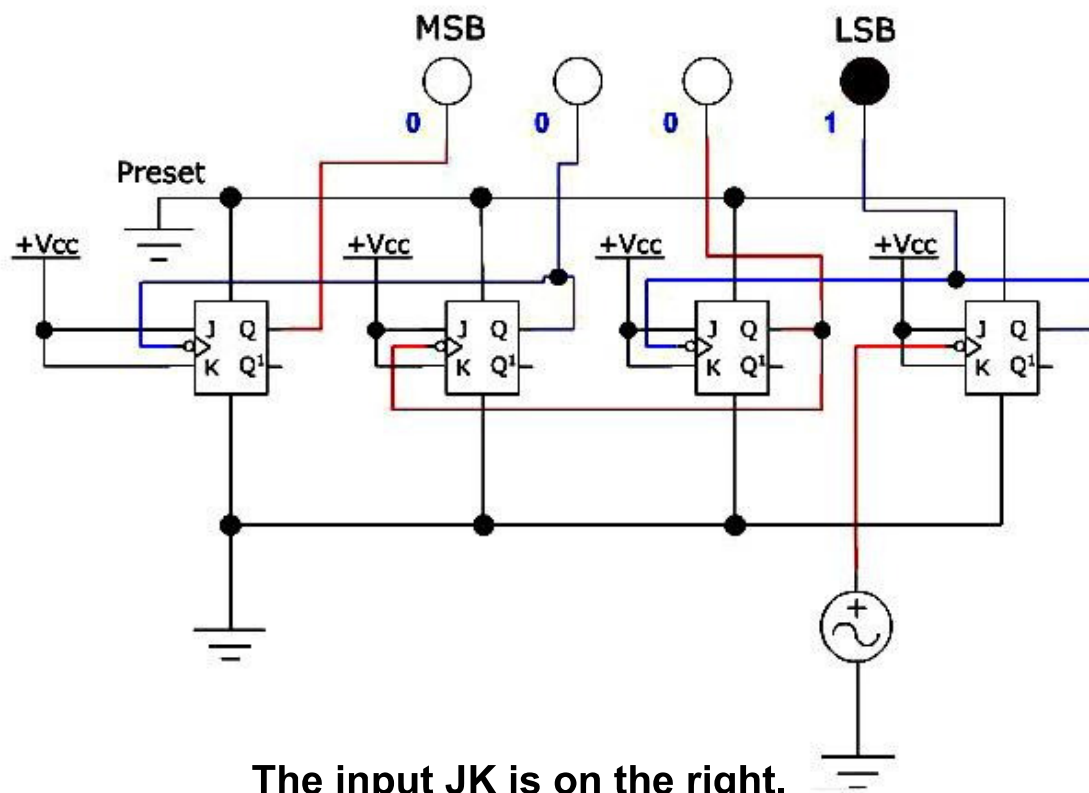 MSB LSB
0 0 0 1
Preset
+Vcc +Vcc +Vcc +Vcc
J Q J Q J Q J Q
K Q¹ K Q¹ K Q¹ K Q¹
+
The input JK is on the right.